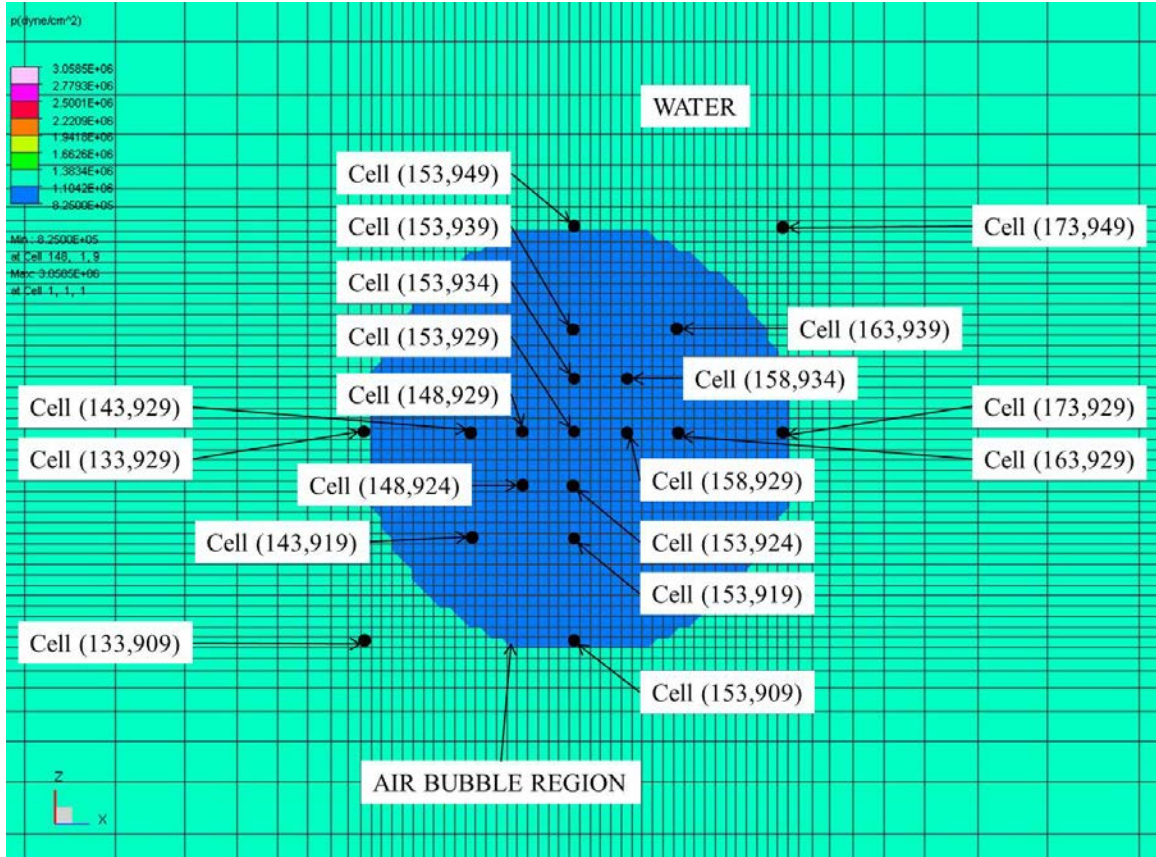 p(dyne/cm^2)
3.0585E+06
2.7793E+06
2.5001E+06
2.2209E+06
1.9418E+06
1.6626E+06
1.3834E+06
1.1042E+06
8.2500E+05
Min : 8.2500E+05
at Cell 148, 1,9
Max: 3.0585E+06
at Cell 1, 1, 1
WATER
Cell (153,949)
Cell (173,949)
Cell (153,939)
Cell (153,934)
Cell (163,939)
Cell (153,929)
Cell (158,934)
Cell (148,929)
Cell (143,929)
Cell (173,929)
Cell (133,929)
Cell (163,929)
Cell (148,924)
Cell (158,929)
Cell (143,919)
Cell (153,924)
Cell (153,919)
Cell (133,909)
Cell (153,909)
AIR BUBBLE REGION
Z
X